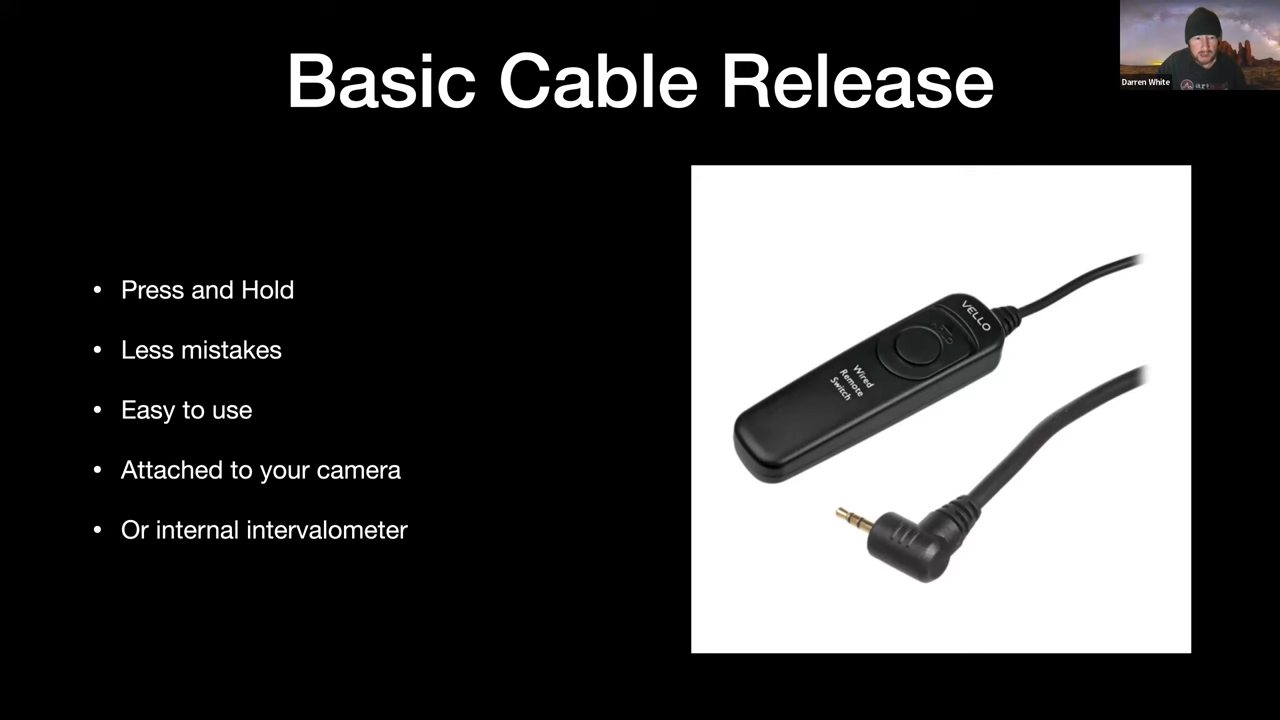 Basic Cable Release
Darren White
• Press and Hold
• Less mistakes
• Easy to use
• Attached to your camera
• Or internal intervalometer
VELLO
Wired
Remote
Switch